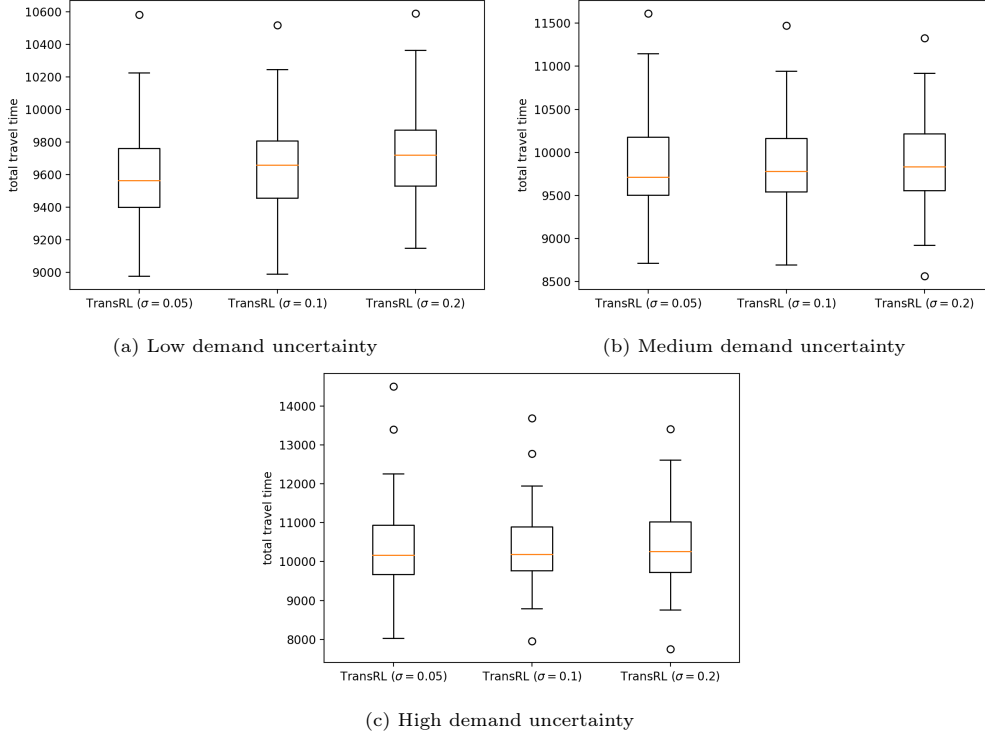 10600
10400
10200
10000
9800
9600
9400
9200
9000
total travel time
TransRL (σ = 0.05)
TransRL (σ = 0.1)
TransRL (σ = 0.2)
(a) Low demand uncertainty
11500
11000
10500
10000
9500
9000
8500
total travel time
TransRL (σ = 0.05)
TransRL (σ = 0.1)
TransRL (σ = 0.2)
(b) Medium demand uncertainty
14000
13000
12000
11000
10000
9000
8000
total travel time
TransRL (σ = 0.05)
TransRL (σ = 0.1)
TransRL (σ = 0.2)
(c) High demand uncertainty